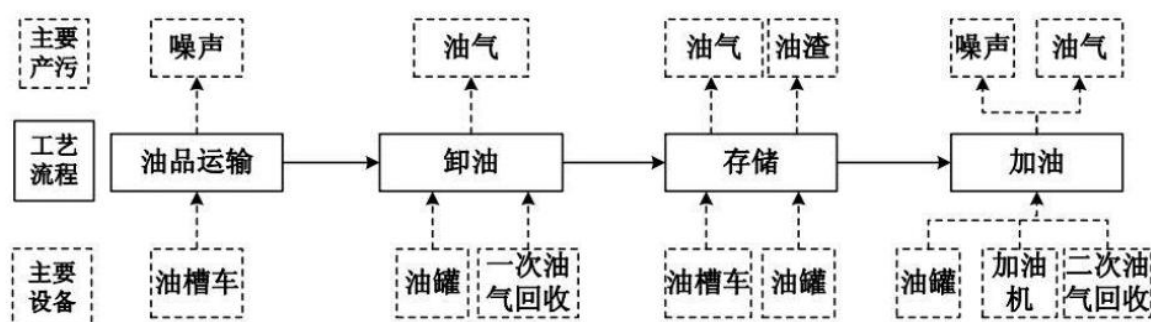 主要
产污
噪声
油气
油气
油渣
噪声
油气
工艺
流程
油品运输
卸油
存储
加油
主要
设备
油槽车
油罐
一次油
气回收
油槽车
油罐
油罐
加油
机
二次油
气回收